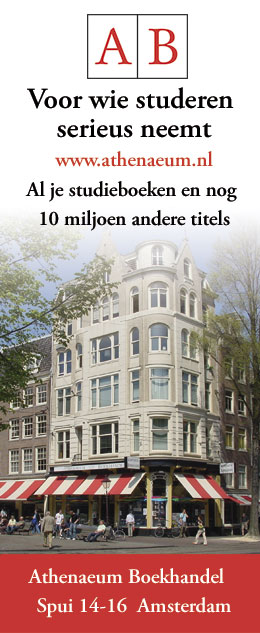 A B
Voor wie studeren
serieus neemt
www.athenaeum.nl
Al je studieboeken en nog
10 miljoen andere titels
Athenaeum Boekhandel
Spui 14-16 Amsterdam